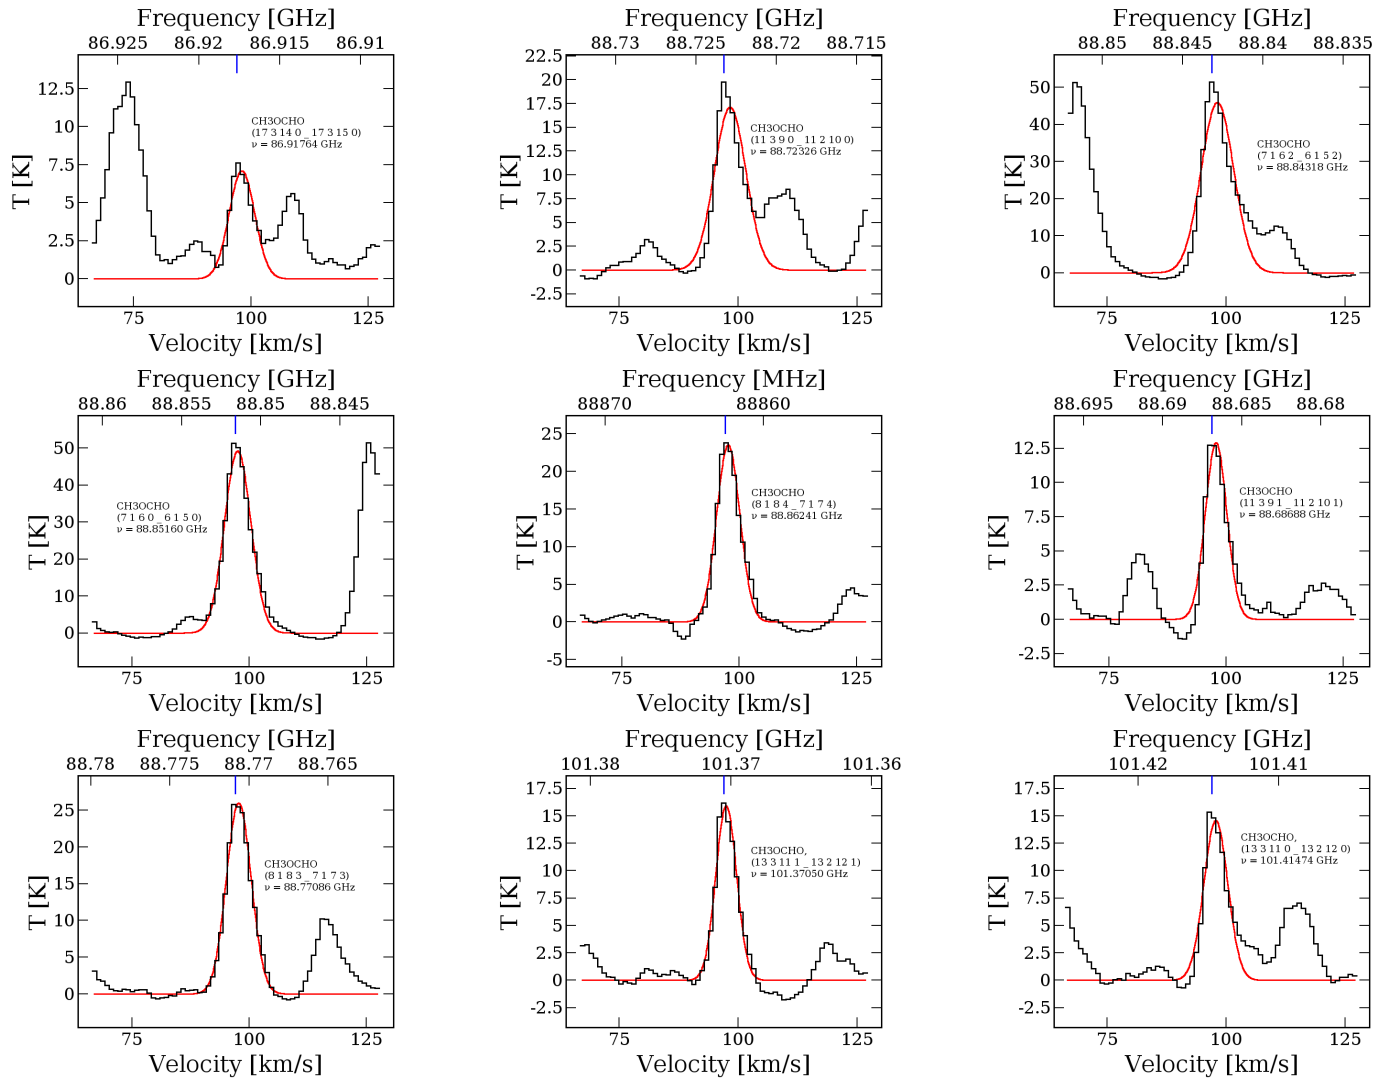 Frequency [GHz]
86.925 86.92 86.915 86.91
12.5
10
7.5
5
2.5
0
T [K]
CH3OCHO
(17 3 14 0 _ 17 3 15 0)
ν = 86.91764 GHz
75 100 125
Velocity [km/s]
Frequency [GHz]
88.73 88.725 88.72 88.715
22.5
20
17.5
15
12.5
10
7.5
5
2.5
0
-2.5
T [K]
CH3OCHO
(11 3 9 0 _ 11 2 10 0)
ν = 88.72326 GHz
75 100 125
Velocity [km/s]
Frequency [GHz]
88.85 88.845 88.84 88.835
50
40
30
20
10
0
T [K]
CH3OCHO
(7 1 6 2 _ 6 1 5 2)
ν = 88.84318 GHz
75 100 125
Velocity [km/s]
Frequency [GHz]
88.86 88.855 88.85 88.845
50
40
30
20
10
0
T [K]
CH3OCHO
(7 1 6 0 _ 6 1 5 0)
ν = 88.85160 GHz
75 100 125
Velocity [km/s]
Frequency [MHz]
88870 88860
25
20
15
10
5
0
-5
T [K]
CH3OCHO
(8 1 8 4 _ 7 1 7 4)
ν = 88.86241 GHz
75 100 125
Velocity [km/s]
Frequency [GHz]
88.695 88.69 88.685 88.68
12.5
10
7.5
5
2.5
0
-2.5
T [K]
CH3OCHO
(11 3 9 1 _ 11 2 10 1)
ν = 88.68688 GHz
75 100 125
Velocity [km/s]
Frequency [GHz]
88.78 88.775 88.77 88.765
25
20
15
10
5
0
T [K]
CH3OCHO
(8 1 8 3 _ 7 1 7 3)
ν = 88.77086 GHz
75 100 125
Velocity [km/s]
Frequency [GHz]
101.38 101.37 101.36
17.5
15
12.5
10
7.5
5
2.5
0
-2.5
T [K]
CH3OCHO,
(13 3 11 1 _ 13 2 12 1)
ν = 101.37050 GHz
75 100 125
Velocity [km/s]
Frequency [GHz]
101.42 101.41
17.5
15
12.5
10
7.5
5
2.5
0
-2.5
T [K]
CH3OCHO,
(13 3 11 0 _ 13 2 12 0)
ν = 101.41474 GHz
75 100 125
Velocity [km/s]